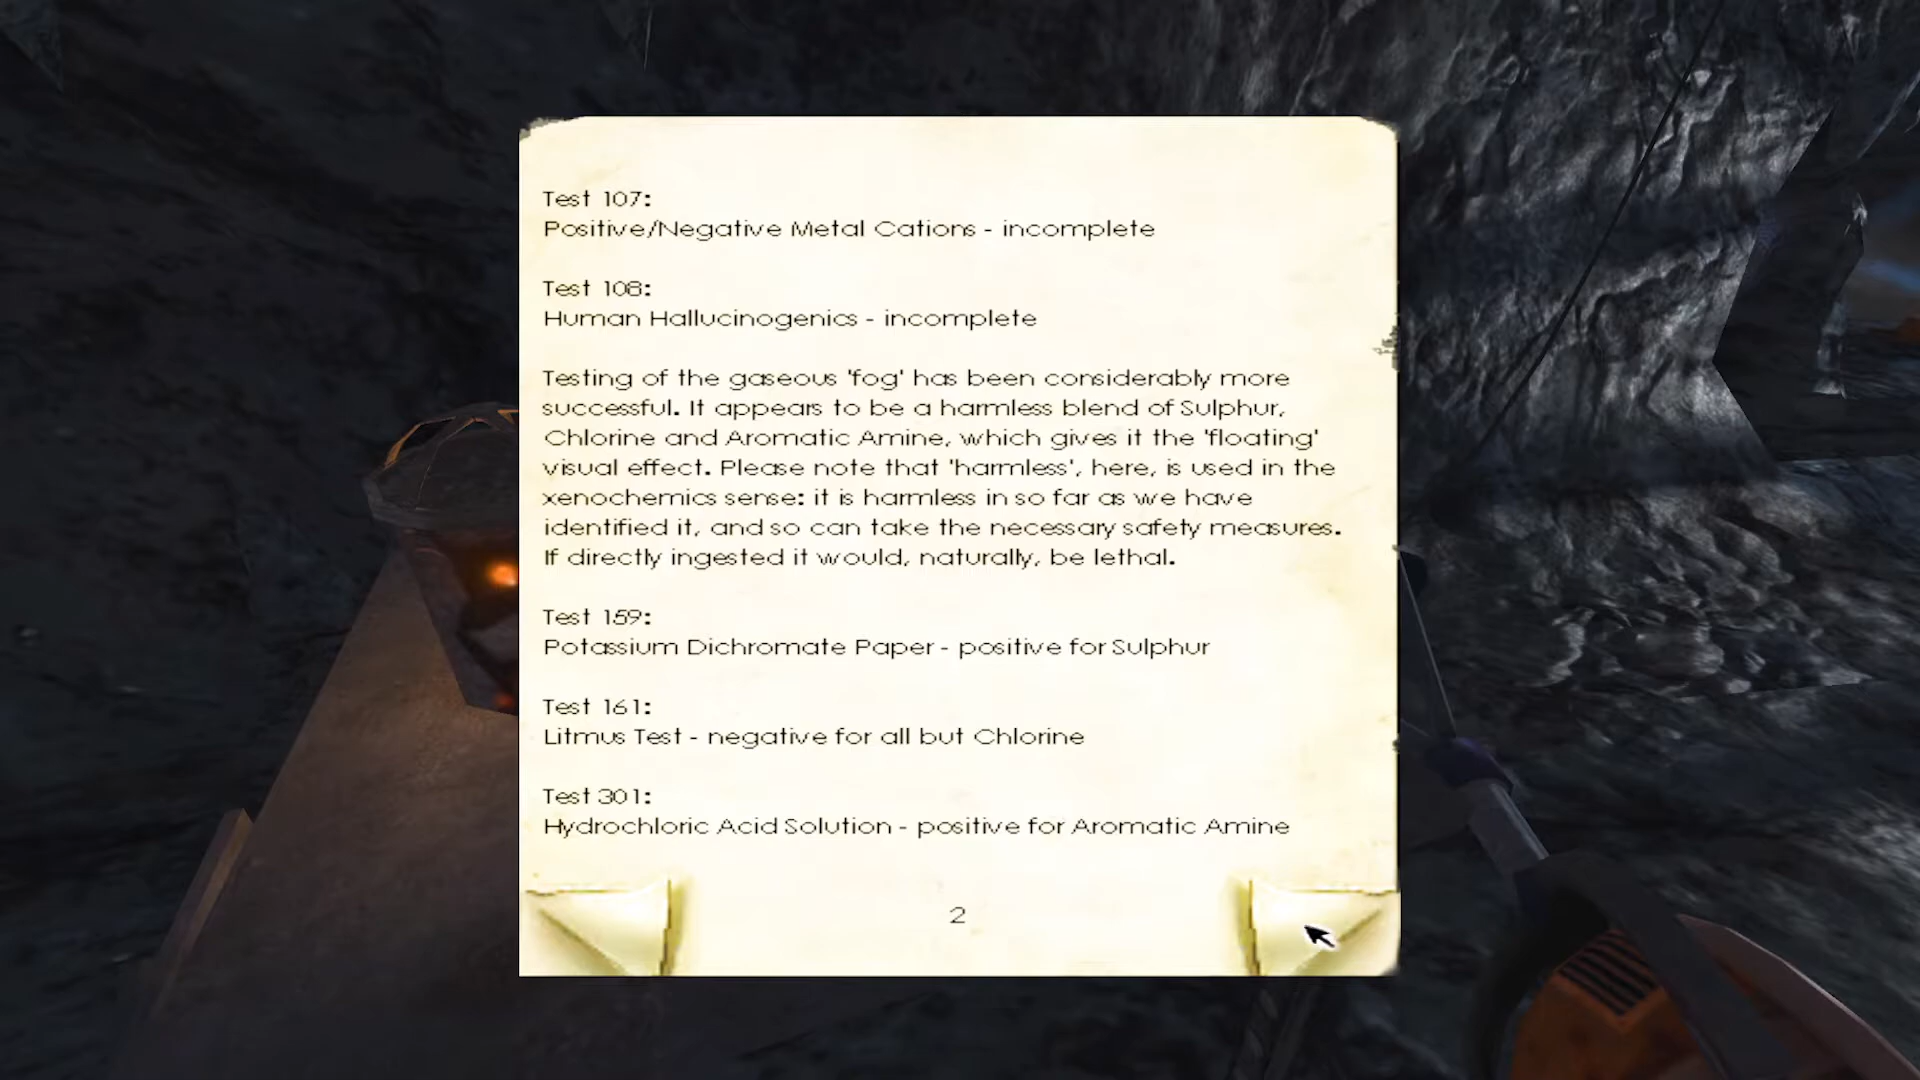 Test 107:
Positive/Negative Metal Cations - incomplete
Test 108:
Human Hallucinogenics - incomplete
Testing of the gaseous 'fog' has been considerably more
successful. It appears to be a harmless blend of Sulphur,
Chlorine and Aromatic Amine, which gives it the 'floating'
visual effect. Please note that 'harmless', here, is used in the
xenochemics sense: it is harmless in so far as we have
identified it, and so can take the necessary safety measures.
If directly ingested it would, naturally, be lethal.
Test 159:
Potassium Dichromate Paper - positive for Sulphur
Test 161:
Litmus Test - negative for all but Chlorine
Test 301:
Hydrochloric Acid Solution - positive for Aromatic Amine
2